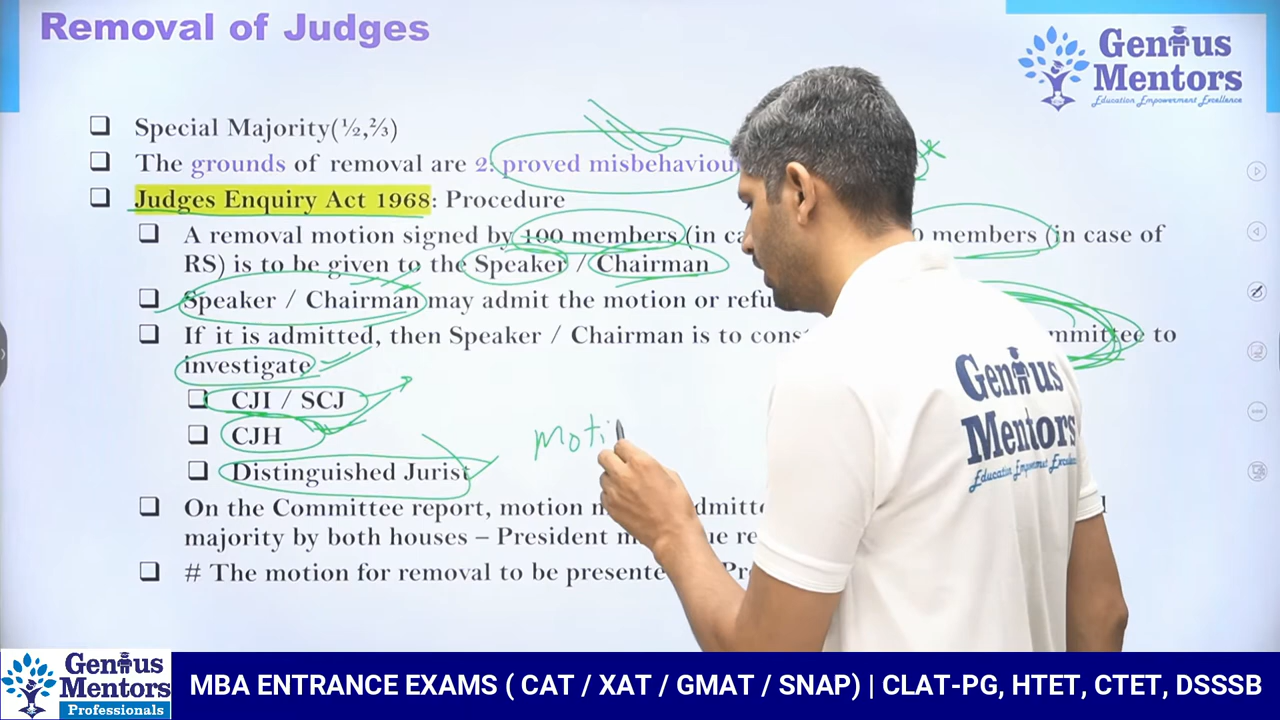 Removal of Judges
Genius
Mentors
Education Empowerment Excellence
Special Majority(½,⅔)
The grounds of removal are 2: proved misbehaviou
Judges Enquiry Act 1968: Procedure
A removal motion signed by 100 members (in ca 0 members (in case of
RS) is to be given to the Speaker / Chairman
Speaker / Chairman may admit the motion or refu
If it is admitted, then Speaker / Chairman is to cons mmittee to
investigate
CJI / SCJ
CJH
Distinguished Jurist
moti
On the Committee report, motion m dmitt d
majority by both houses – President m ue re
# The motion for removal to be presente Pr
Genius
Mentors
Education Empowerment Excellen
Genius
Mentors
Professionals
MBA ENTRANCE EXAMS ( CAT / XAT / GMAT / SNAP) | CLAT-PG, HTET, CTET, DSSSB